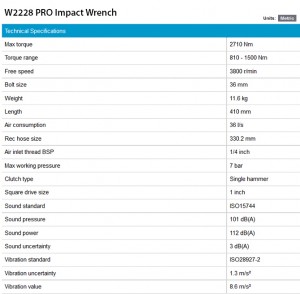 W2228 PRO Impact Wrench
Units: Metric
Technical Specifications
Max torque 2710 Nm
Torque range 810 - 1500 Nm
Free speed 3800 r/min
Bolt size 36 mm
Weight 11.6 kg
Length 410 mm
Air consumption 36 l/s
Rec hose size 330.2 mm
Air inlet thread BSP 1/4 inch
Max working pressure 7 bar
Clutch type Single hammer
Square drive size 1 inch
Sound standard ISO15744
Sound pressure 101 dB(A)
Sound power 112 dB(A)
Sound uncertainty 3 dB(A)
Vibration standard ISO28927-2
Vibration uncertainty 1.3 m/s²
Vibration value 8.6 m/s²